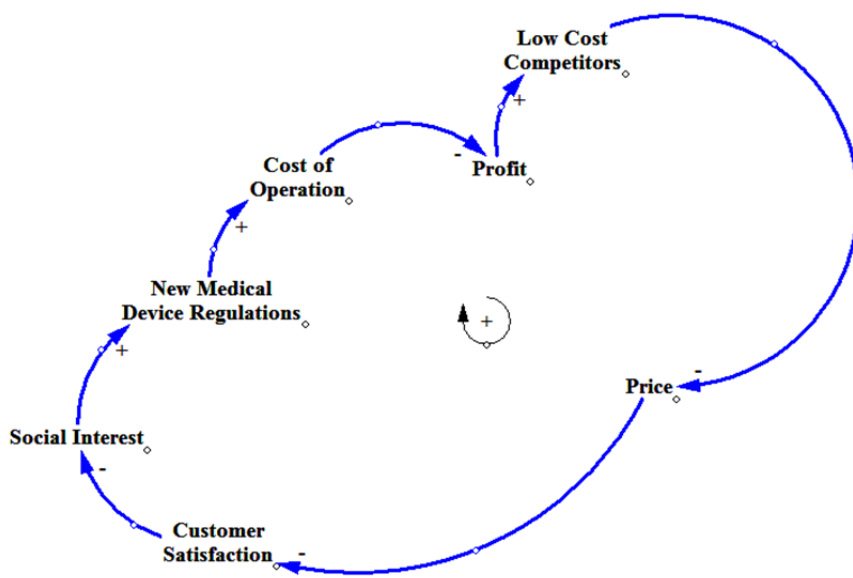 Low Cost
Competitors
-
+
Cost of
Operation
-
Profit
+
New Medical
Device Regulations
+
+
Price
-
Social Interest
-
Customer
Satisfaction
-